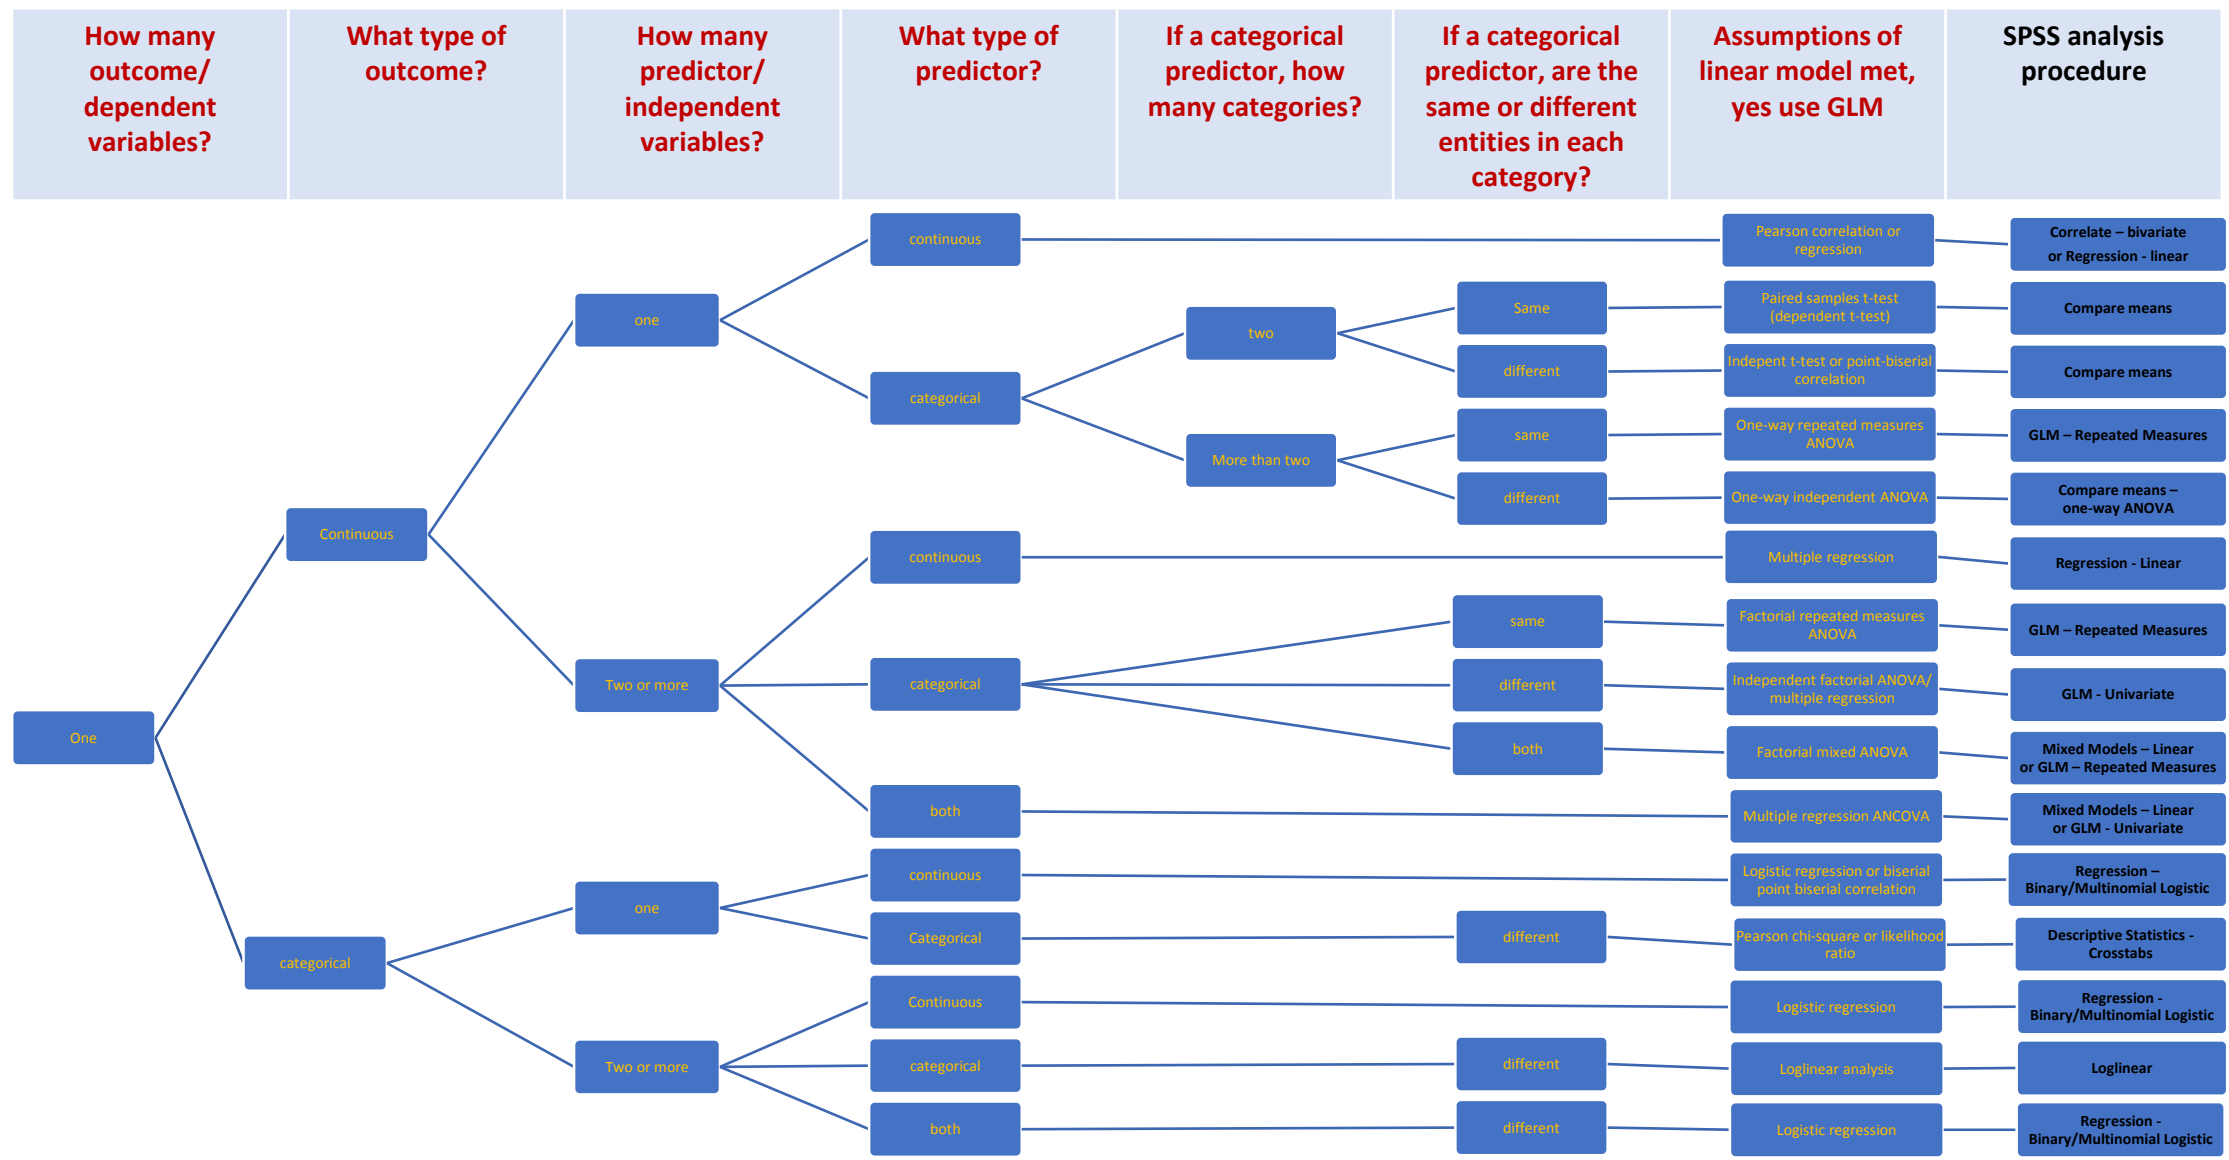 How many
outcome/
dependent
variables?
What type of
outcome?
How many
predictor/
independent
variables?
What type of
predictor?
If a categorical
predictor, how
many categories?
If a categorical
predictor, are the
same or different
entities in each
category?
Assumptions of
linear model met,
yes use GLM
SPSS analysis
procedure
One
Continuous
categorical
one
Two or more
one
Two or more
continuous
categorical
continuous
categorical
both
continuous
Categorical
Continuous
categorical
both
two
More than two
Same
different
same
different
same
different
both
different
different
different
Pearson correlation or
regression
Paired samples t-test
(dependent t-test)
Indepent t-test or point-biserial
correlation
One-way repeated measures
ANOVA
One-way independent ANOVA
Multiple regression
Factorial repeated measures
ANOVA
Independent factorial ANOVA/
multiple regression
Factorial mixed ANOVA
Multiple regression ANCOVA
Logistic regression or biserial
point biserial correlation
Pearson chi-square or likelihood
ratio
Logistic regression
Loglinear analysis
Logistic regression
Correlate – bivariate
or Regression - linear
Compare means
Compare means
GLM – Repeated Measures
Compare means –
one-way ANOVA
Regression - Linear
GLM – Repeated Measures
GLM - Univariate
Mixed Models – Linear
or GLM – Repeated Measures
Mixed Models – Linear
or GLM - Univariate
Regression –
Binary/Multinomial Logistic
Descriptive Statistics -
Crosstabs
Regression -
Binary/Multinomial Logistic
Loglinear
Regression -
Binary/Multinomial Logistic